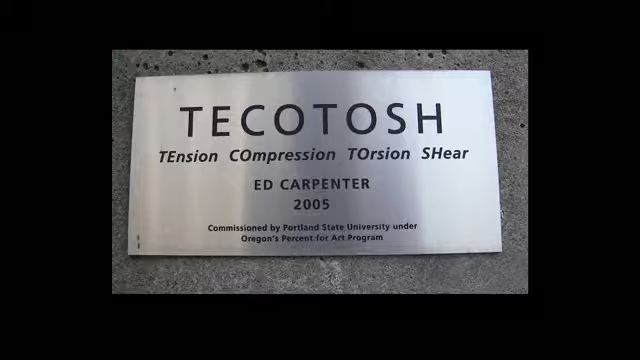 TECOTOSH
TEnsion COmpression TOrsion SHear
ED CARPENTER
2005
Commissioned by Portland State University under
Oregon's Percent for Art Program